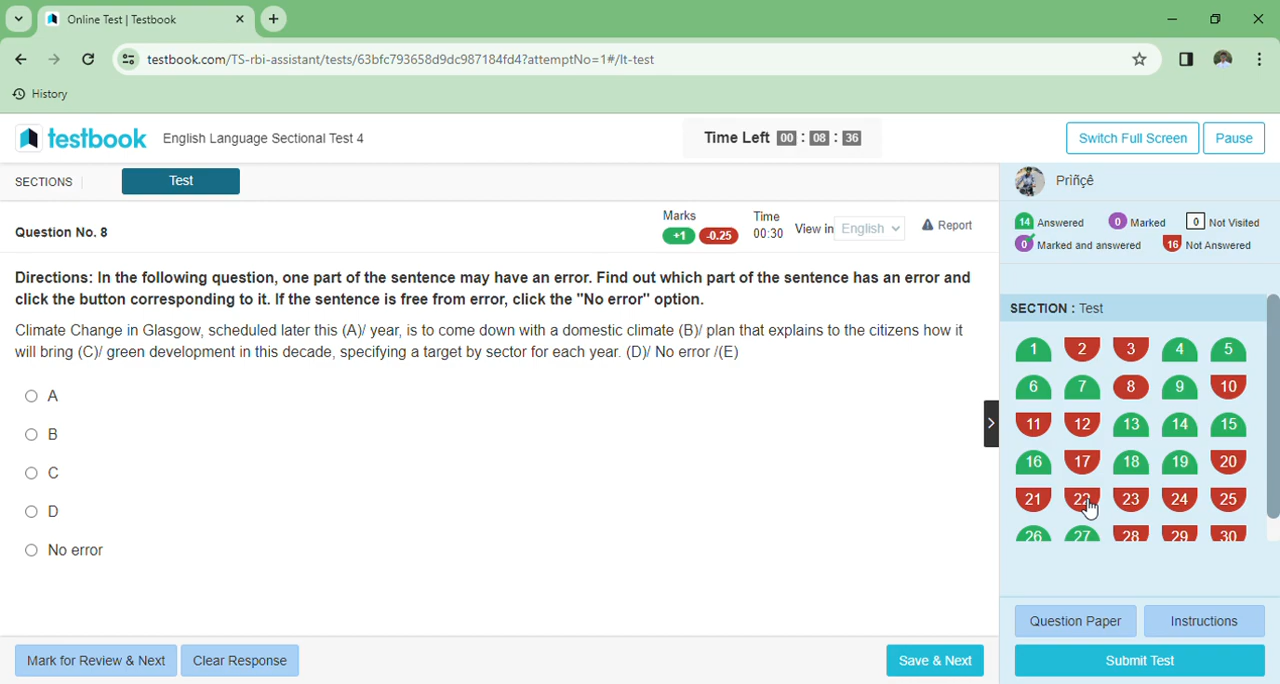 Online Test | Testbook
testbook.com/TS-rbi-assistant/tests/63bfc793658d9dc987184fd4?attemptNo=1#/lt-test
History
testbook English Language Sectional Test 4 Time Left 00 : 08 : 36 Switch Full Screen Pause
SECTIONS Test Priñçê
Question No. 8 Marks +1 -0.25 Time 00:30 View in English Report
14 Answered 0 Marked 0 Not Visited
0 Marked and answered 16 Not Answered
Directions: In the following question, one part of the sentence may have an error. Find out which part of the sentence has an error and
click the button corresponding to it. If the sentence is free from error, click the "No error" option.
Climate Change in Glasgow, scheduled later this (A)/ year, is to come down with a domestic climate (B)/ plan that explains to the citizens how it
will bring (C)/ green development in this decade, specifying a target by sector for each year. (D)/ No error /(E)
A
B
C
D
No error
SECTION : Test
1 2 3 4 5
6 7 8 9 10
11 12 13 14 15
16 17 18 19 20
21 22 23 24 25
26 27 28 29 30
Question Paper Instructions
Mark for Review & Next Clear Response Save & Next Submit Test